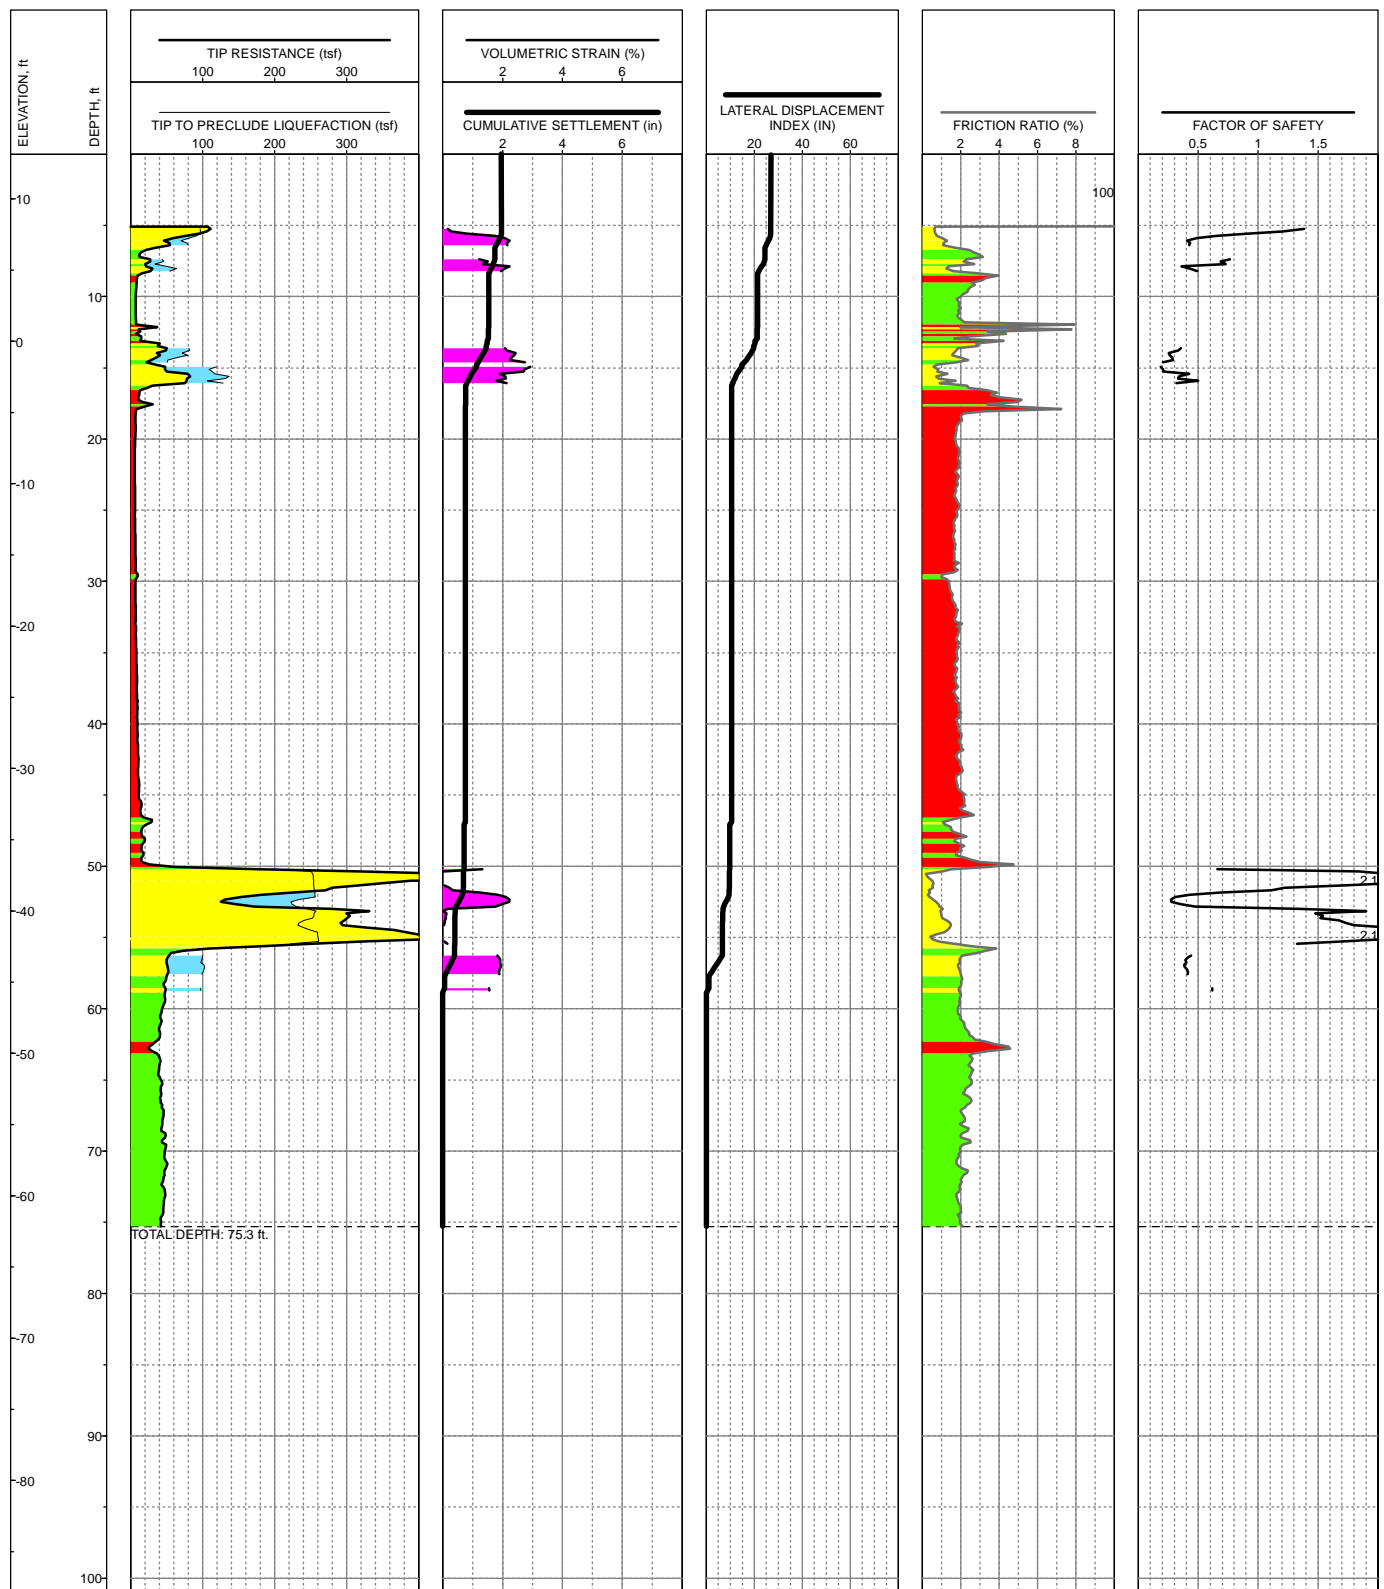 ELEVATION, ft
DEPTH, ft
TIP RESISTANCE (tsf)
100 200 300
TIP TO PRECLUDE LIQUEFACTION (tsf)
100 200 300
VOLUMETRIC STRAIN (%)
2 4 6
CUMULATIVE SETTLEMENT (in)
2 4 6
LATERAL DISPLACEMENT
INDEX (IN)
20 40 60
FRICTION RATIO (%)
2 4 6 8
FACTOR OF SAFETY
0.5 1 1.5
100
10
0
-10
-20
-30
-40
-50
-60
-70
-80
10
20
30
40
50
60
70
80
90
100
2.1
2.1
TOTAL DEPTH: 75.3 ft.